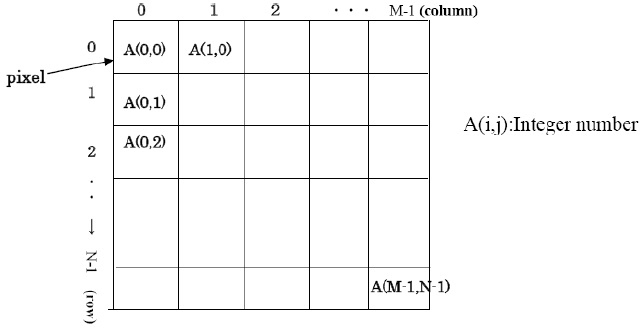 0 1 2 · · · M-1 (column)
0 A(0,0) A(1,0)
pixel
1 A(0,1)
A(i,j):Integer number
2 A(0,2)
·
·
→
N-1
(row)
A(M-1,N-1)